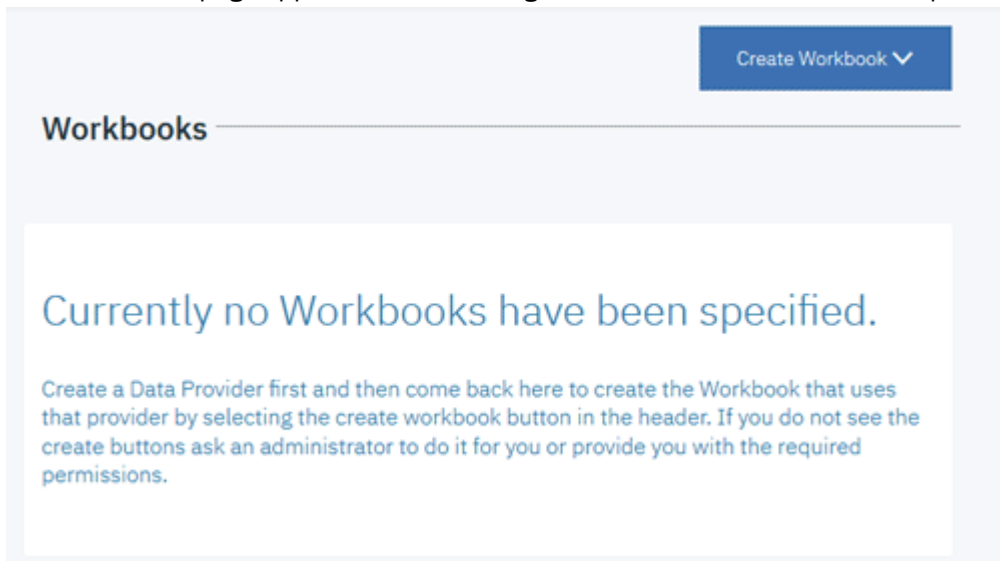 Create Workbook
Workbooks
Currently no Workbooks have been specified.
Create a Data Provider first and then come back here to create the Workbook that uses
that provider by selecting the create workbook button in the header. If you do not see the
create buttons ask an administrator to do it for you or provide you with the required
permissions.